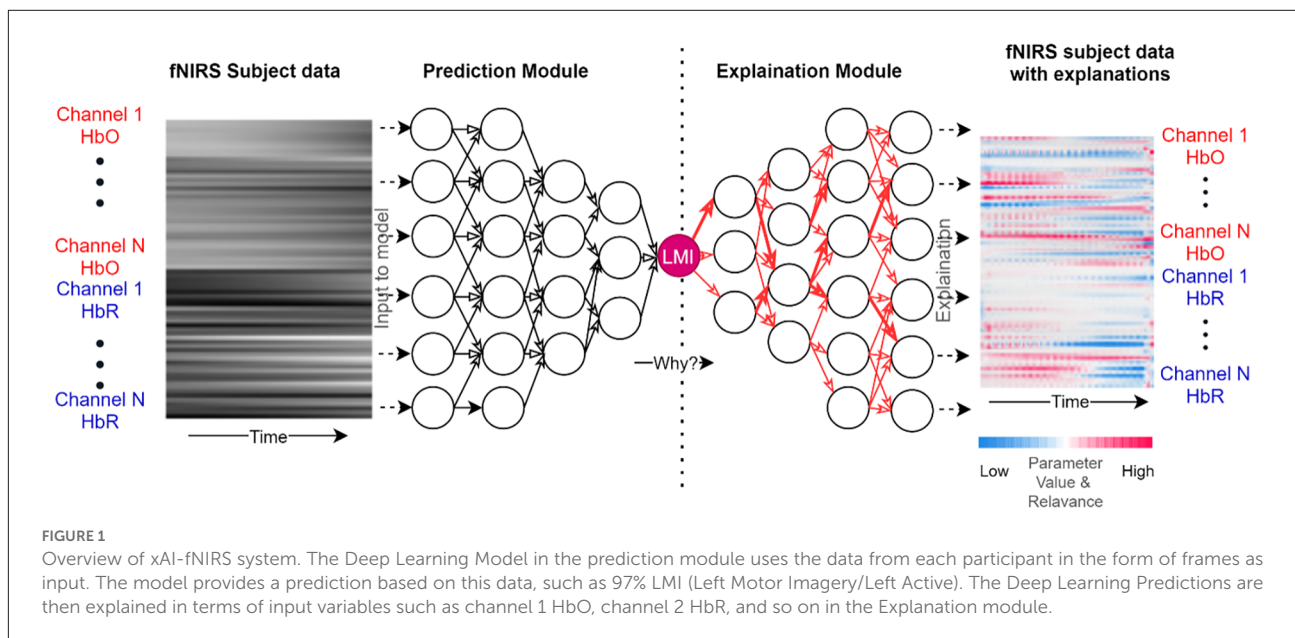 fNIRS Subject data
Prediction Module
Explaination Module
fNIRS subject data
with explanations
Channel 1
HbO
Channel N
HbO
Channel 1
HbR
Channel N
HbR
Time
Input to model
LMI
Why?
Explaination
Channel 1
HbO
Channel N
HbO
Channel 1
HbR
Channel N
HbR
Time
Low
Parameter
Value &
Relavance
High
FIGURE 1
Overview of xAI-fNIRS system. The Deep Learning Model in the prediction module uses the data from each participant in the form of frames as
input. The model provides a prediction based on this data, such as 97% LMI (Left Motor Imagery/Left Active). The Deep Learning Predictions are
then explained in terms of input variables such as channel 1 HbO, channel 2 HbR, and so on in the Explanation module.